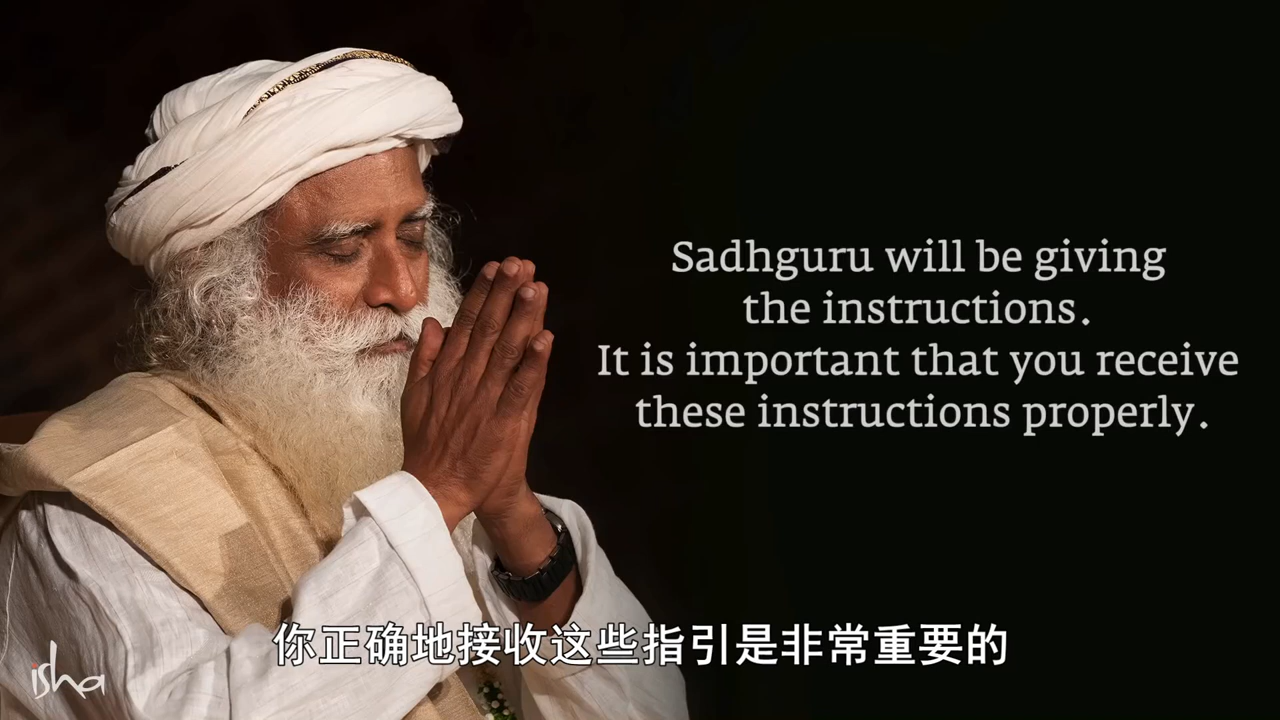 Sadhguru will be giving
the instructions.
It is important that you receive
these instructions properly.
你正确地接收这些指引是非常重要的
isha